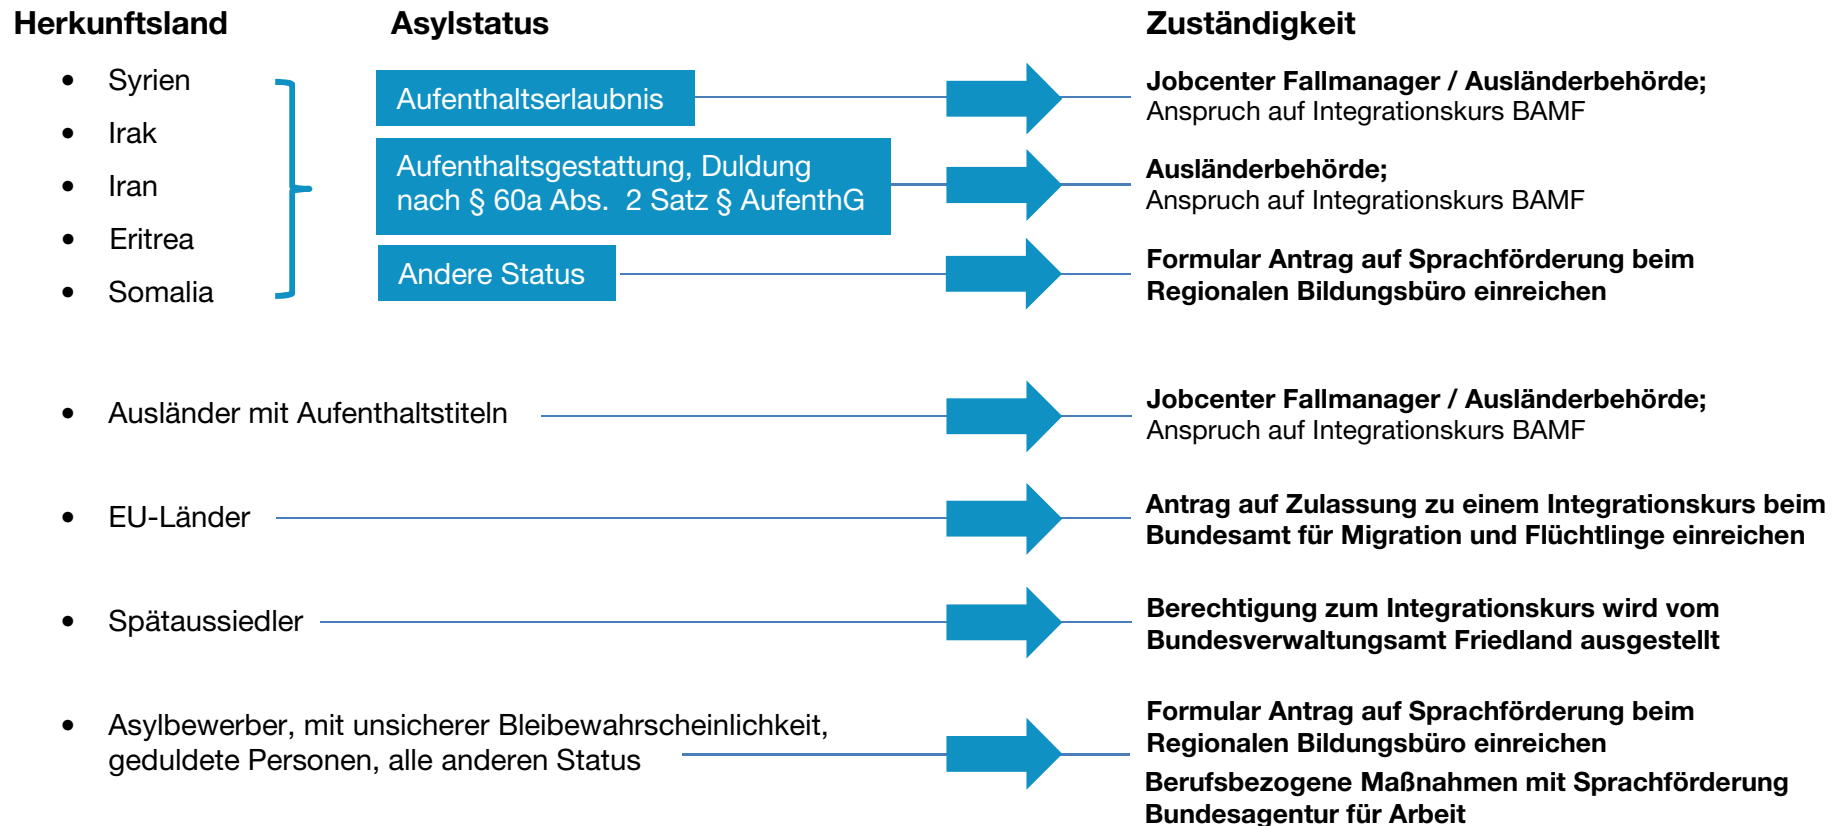 Herkunftsland Asylstatus Zuständigkeit
• Syrien
• Irak
• Iran
• Eritrea
• Somalia
Aufenthaltserlaubnis
Jobcenter Fallmanager / Ausländerbehörde;
Anspruch auf Integrationskurs BAMF
Aufenthaltsgestattung, Duldung
nach § 60a Abs.  2 Satz § AufenthG
Ausländerbehörde;
Anspruch auf Integrationskurs BAMF
Andere Status
Formular Antrag auf Sprachförderung beim
Regionalen Bildungsbüro einreichen
• Ausländer mit Aufenthaltstiteln
Jobcenter Fallmanager / Ausländerbehörde;
Anspruch auf Integrationskurs BAMF
• EU-Länder
Antrag auf Zulassung zu einem Integrationskurs beim
Bundesamt für Migration und Flüchtlinge einreichen
• Spätaussiedler
Berechtigung zum Integrationskurs wird vom
Bundesverwaltungsamt Friedland ausgestellt
• Asylbewerber, mit unsicherer Bleibewahrscheinlichkeit,
geduldete Personen, alle anderen Status
Formular Antrag auf Sprachförderung beim
Regionalen Bildungsbüro einreichen
Berufsbezogene Maßnahmen mit Sprachförderung
Bundesagentur für Arbeit